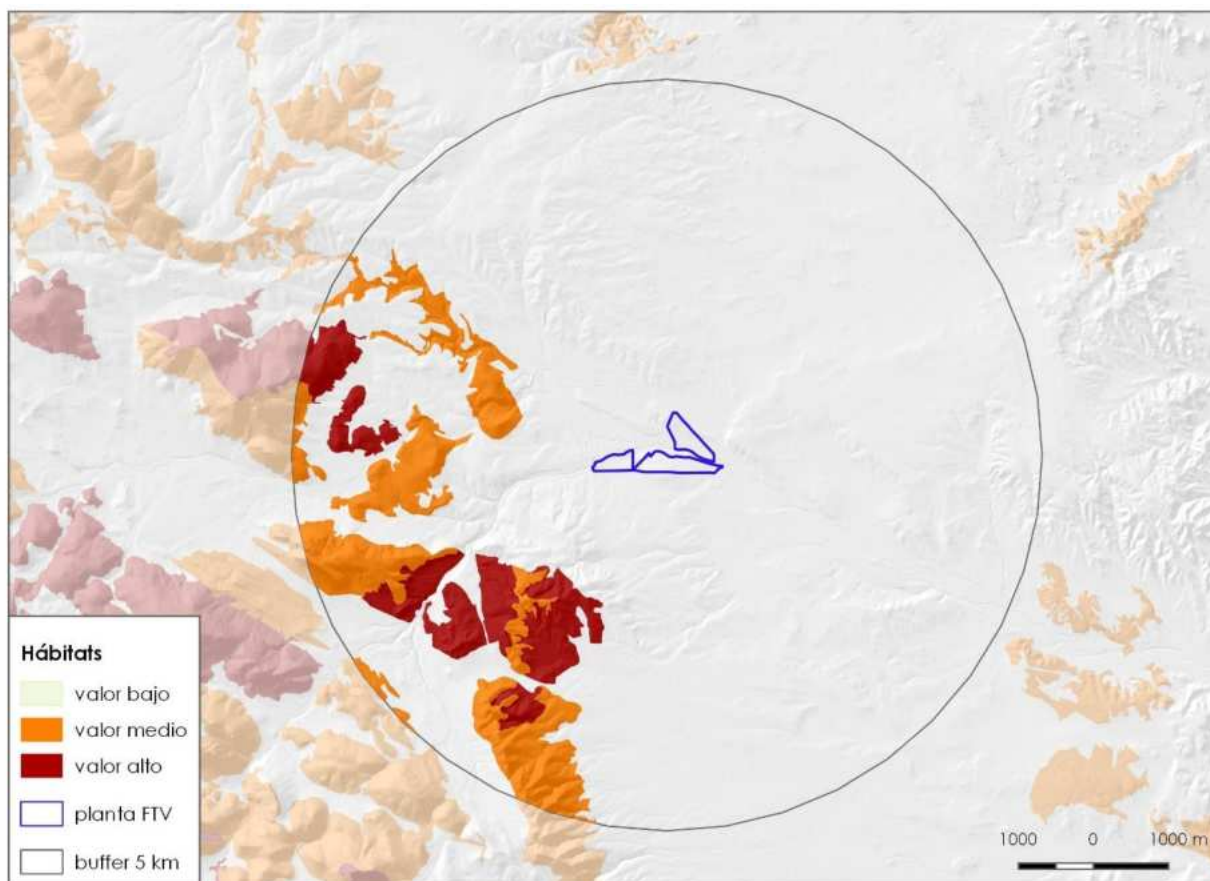 Hábitats
valor bajo
valor medio
valor alto
planta FTV
buffer 5 km
1000 0 1000 m